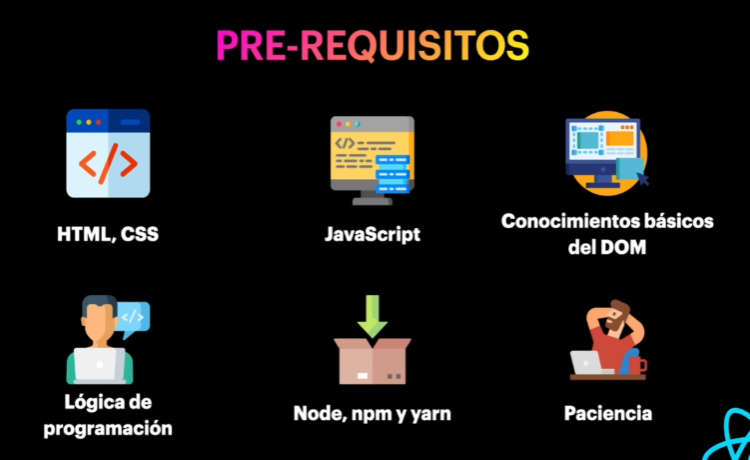 PRE-REQUISITOS
HTML, CSS
JavaScript
Conocimientos básicos
del DOM
Lógica de
programación
Node, npm y yarn
Paciencia